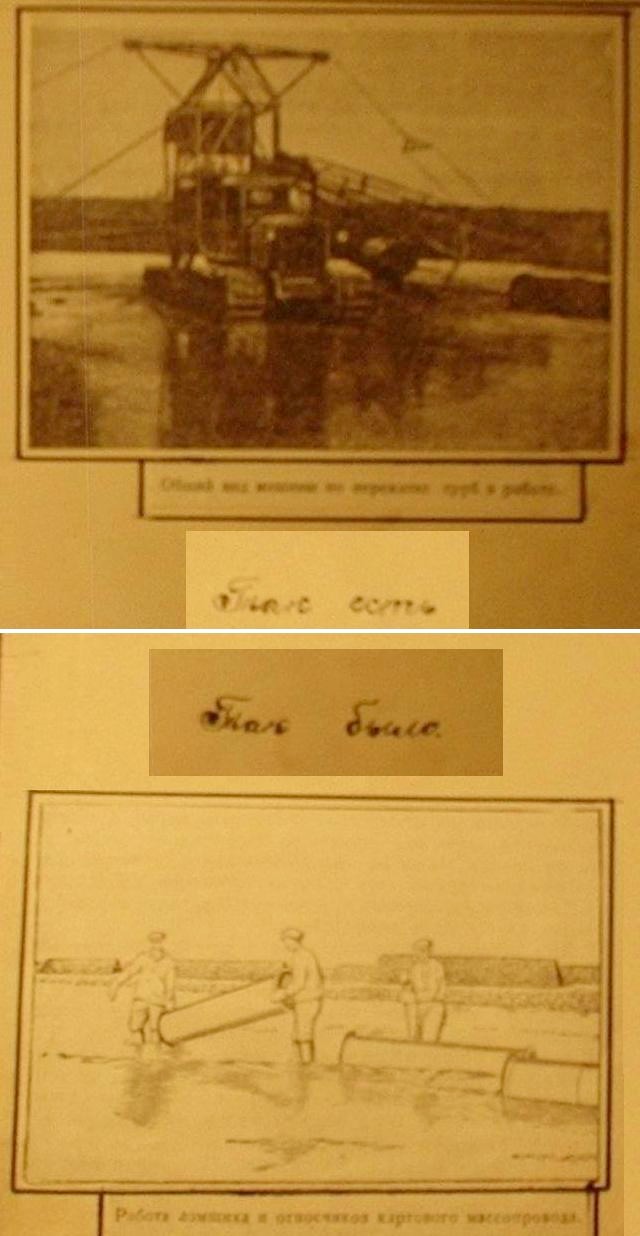 Общий вид машины по перекатке труб в работе.
Так есть
Так было.
Работа ломщика и относчиков картового массопровода.